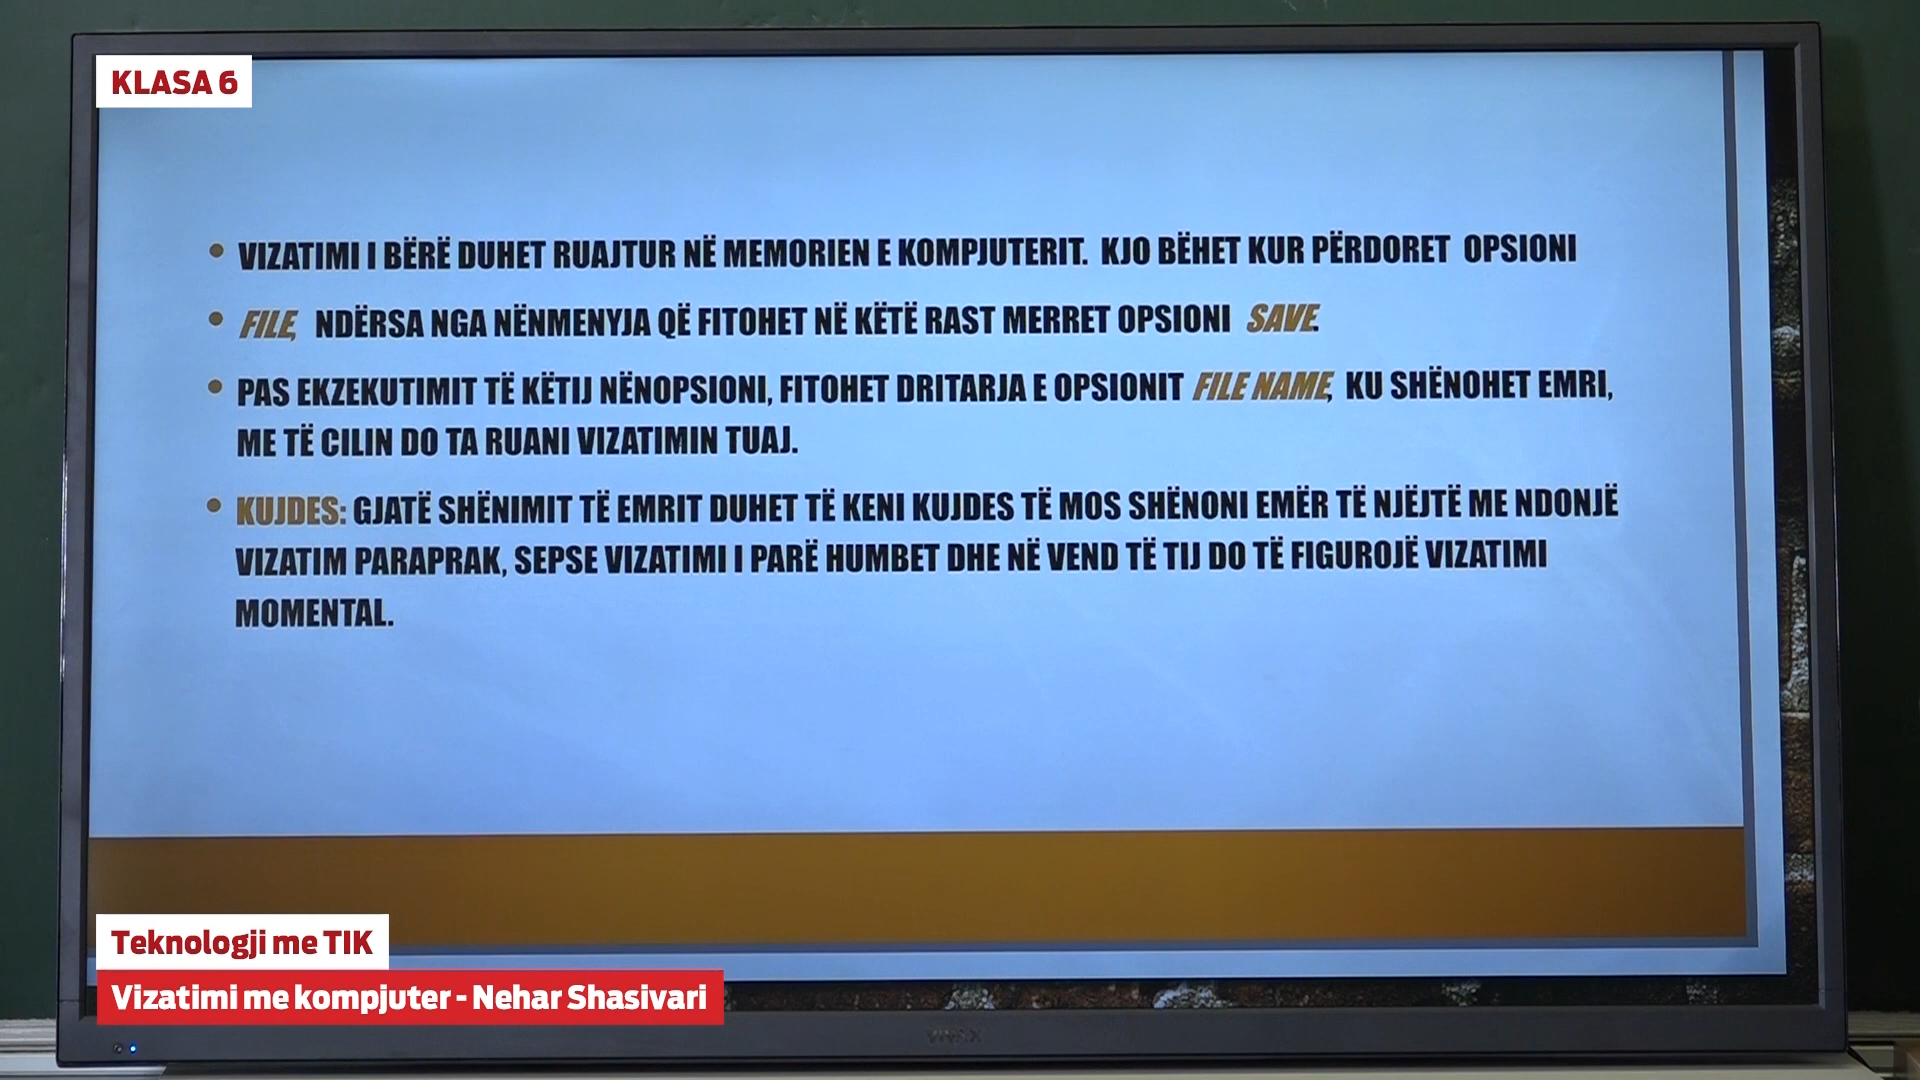 KLASA 6
• VIZATIMI I BËRË DUHET RUAJTUR NË MEMORIEN E KOMPJUTERIT. KJO BËHET KUR PËRDORET OPSIONI
• FILE, NDËRSA NGA NËNMENYJA QË FITOHET NË KËTË RAST MERRET OPSIONI SAVE.
• PAS EKZEKUTIMIT TË KËTIJ NËNOPSIONI, FITOHET DRITARJA E OPSIONIT FILE NAME, KU SHËNOHET EMRI,
ME TË CILIN DO TA RUANI VIZATIMIN TUAJ.
• KUJDES: GJATË SHËNIMIT TË EMRIT DUHET TË KENI KUJDES TË MOS SHËNONI EMËR TË NJËJTË ME NDONJË
VIZATIM PARAPRAK, SEPSE VIZATIMI I PARË HUMBET DHE NË VEND TË TIJ DO TË FIGUROJË VIZATIMI
MOMENTAL.
Teknologji me TIK
Vizatimi me kompjuter - Nehar Shasivari